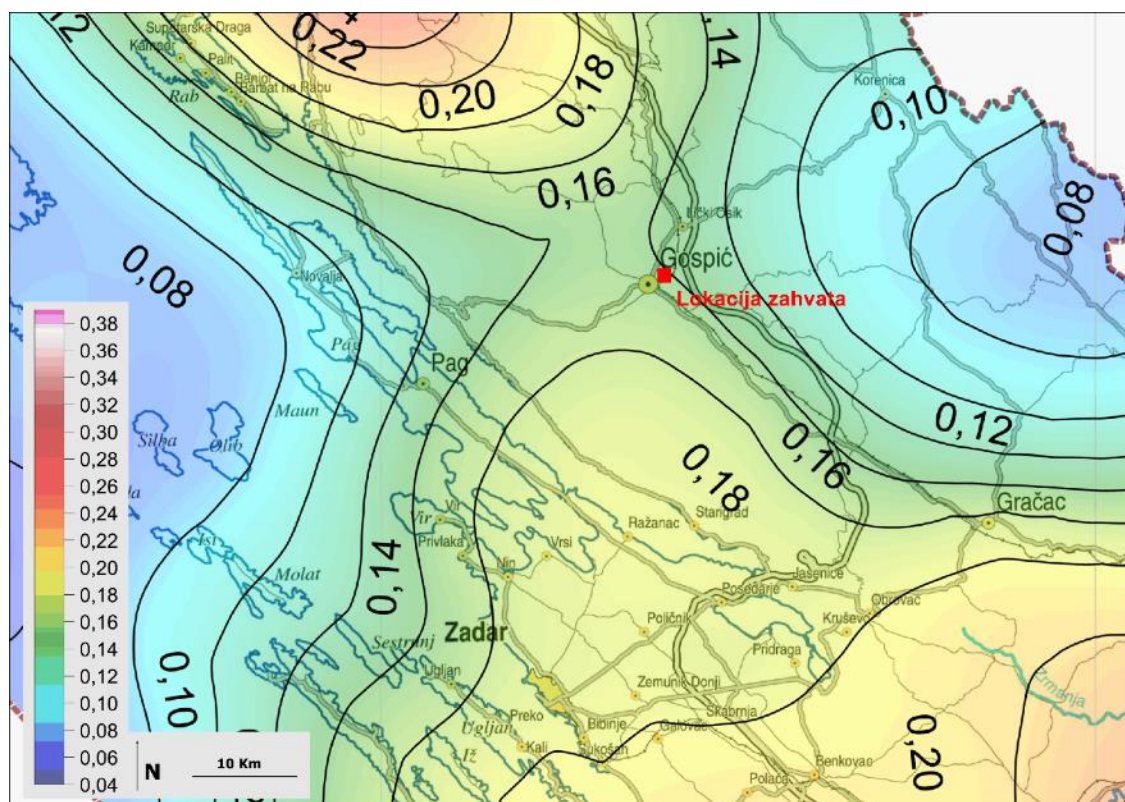 0,22
0,20
0,18
0,14
0,10
0,08
0,16
0,08
Supetarska Draga
Kampor
Palit
Banjol
Barbat na Rabu
Rab
Korenica
Lički Osik
Gospić
Lokacija zahvata
Novalja
Pag
Pag
Maun
Silba
Olib
0,12
0,16
0,18
Gračac
Vir
Vir
Ražanac
Starigrad
Privlaka
Vrsi
Nin
Ist
Molat
0,14
Posedarje
Jasenice
Obrovac
Poličnik
Kruševo
Sestrunj
Zadar
Pridraga
Ugljan
Zemunik Donji
Škabrnja
Zrmanja
0,10
Preko
Ugljan
Bibinje
Galovac
Kali
Sukošan
Iž
0,20
Benkovac
Polača
0,38
0,36
0,34
0,32
0,30
0,28
0,26
0,24
0,22
0,20
0,18
0,16
0,14
0,12
0,10
0,08
0,06
0,04
N
10 Km